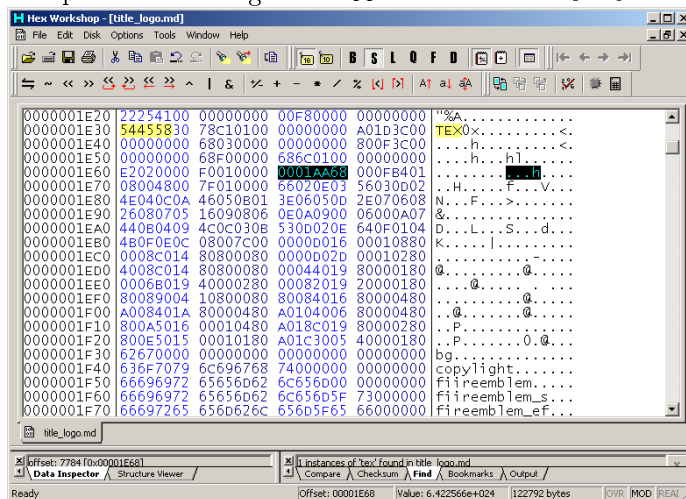 Hex Workshop - [title_logo.md]
File Edit Disk Options Tools Window Help
B S L Q F D
0000001E20 22254100 00000000 00F80000 00000000 "%A.............
0000001E30 54455830 78C10100 00000000 A01D3C00 TEX0x.........<.
0000001E40 00000000 68030000 00000000 800F3C00 ....h.........<.
0000001E50 00000000 68F00000 686C0100 00000000 ....h...hl......
0000001E60 E2020000 F0010000 0001AA68 000FB401 ...........h....
0000001E70 08004800 7F010000 66020E03 56030D02 ..H.....f...V...
0000001E80 4E040C0A 46050B01 3E06050D 2E070608 N...F...>.......
0000001E90 26080705 16090806 0E0A0900 06000A07 &...............
0000001EA0 440B0409 4C0C030B 530D020E 640F0104 D...L...S...d...
0000001EB0 4B0F0E0C 08007C00 0000D016 00010880 K.....|.........
0000001EC0 0008C014 80800080 0000D02D 00010280 ...........-....
0000001ED0 4008C014 80800080 00044019 80000180 @.........@.....
0000001EE0 0006B019 40000280 00082019 20000180 ....@..... . ...
0000001EF0 80089004 10800080 80084016 80000480 ..........@.....
0000001F00 A008401A 80000480 A0104006 80000480 ..@.......@.....
0000001F10 800A5016 00010480 A018C019 80000280 ..P.............
0000001F20 800E5015 00010180 A01C3005 40000180 ..P.......0.@...
0000001F30 62670000 00000000 00000000 00000000 bg..............
0000001F40 636F7079 6C696768 74000000 00000000 copylight.......
0000001F50 66696972 65656D62 6C656D00 00000000 fiireemblem.....
0000001F60 66696972 65656D62 6C656D5F 73000000 fiireemblem_s...
0000001F70 66697265 656D626C 656D5F65 66000000 fireemblem_ef...
title_logo.md
offset: 7784 [0x00001E68]
1 instances of 'tex' found in title_logo.md
Data Inspector Structure Viewer
Compare Checksum Find Bookmarks Output
Ready Offset: 00001E68 Value: 6.422566e+024 122792 bytes OVR MOD READ